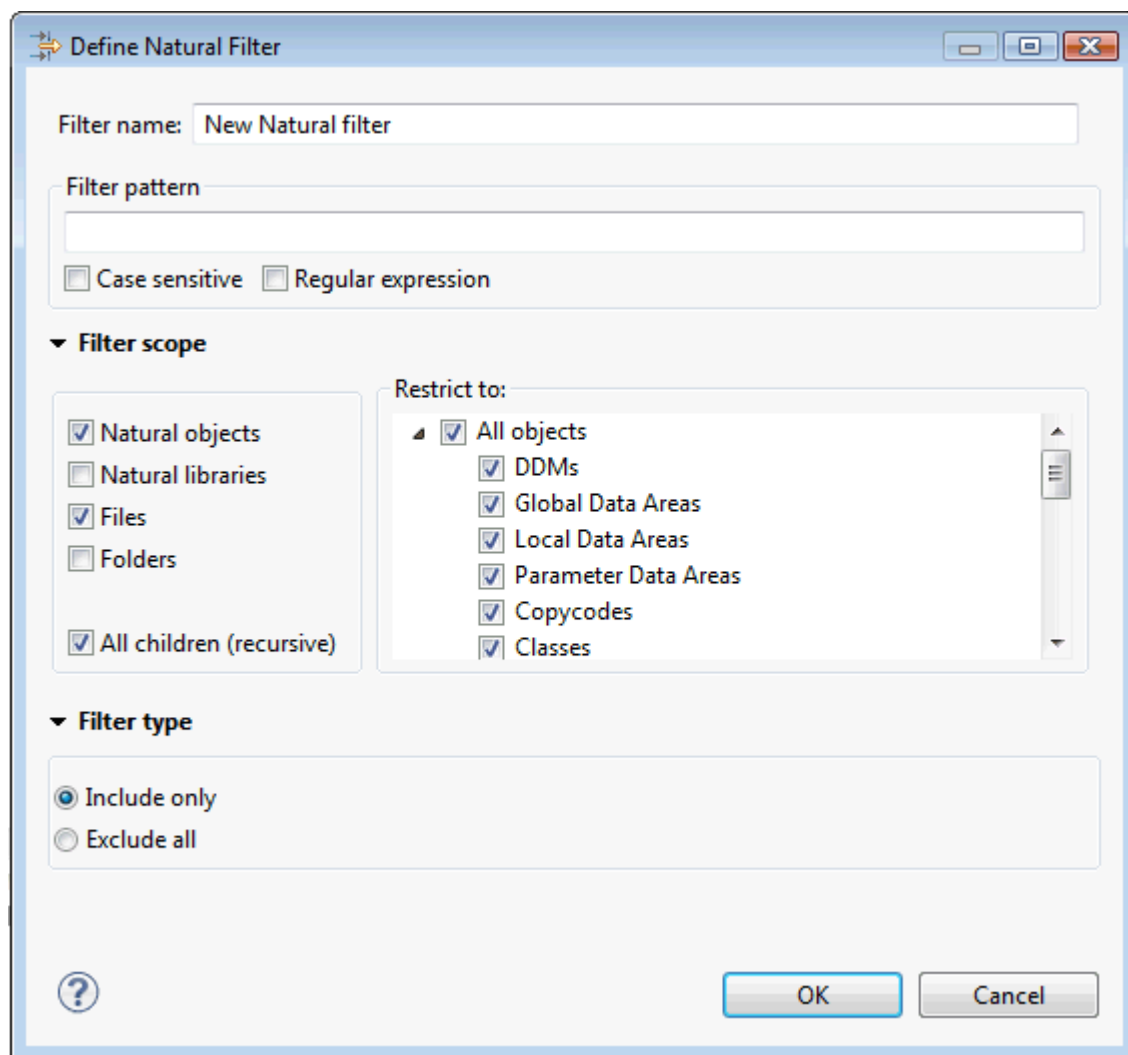 Define Natural Filter
Filter name: New Natural filter
Filter pattern
Case sensitive Regular expression
Filter scope
Natural objects
Natural libraries
Files
Folders
All children (recursive)
Restrict to:
All objects
DDMs
Global Data Areas
Local Data Areas
Parameter Data Areas
Copycodes
Classes
Filter type
Include only
Exclude all
?
OK Cancel